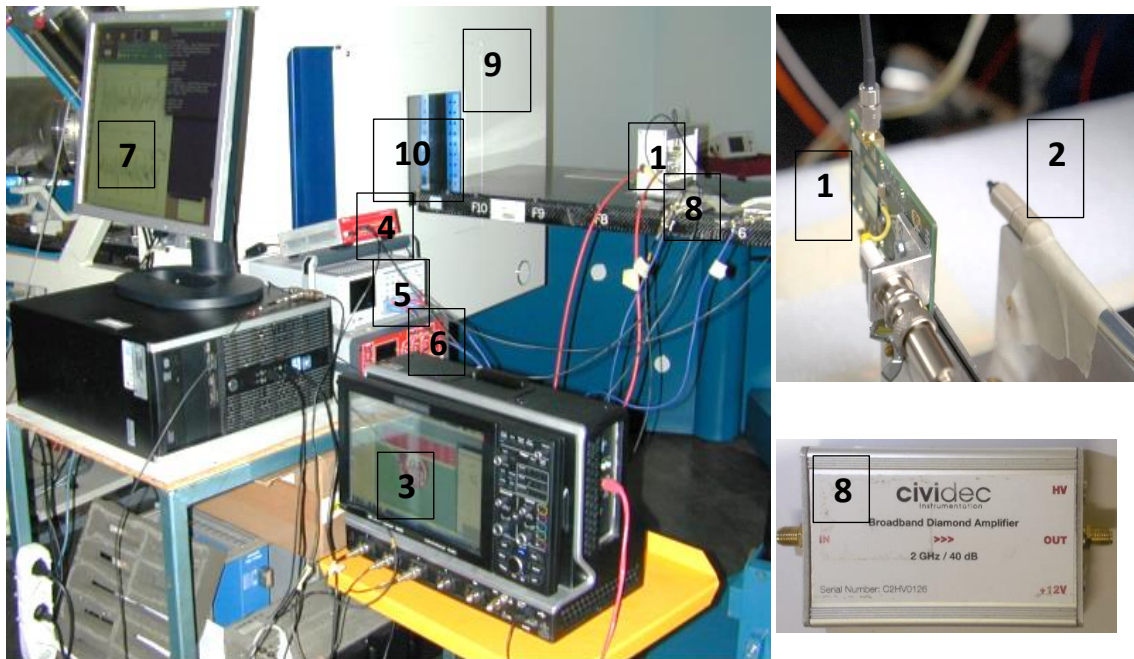 9
7
10
1
F10
F9
F8
6
8
4
5
6
3
1
2
8
cividec
Instrumentation
HV
Broadband Diamond Amplifier
IN
>>>
OUT
2 GHz / 40 dB
Serial Number: C2HV0126
+12V